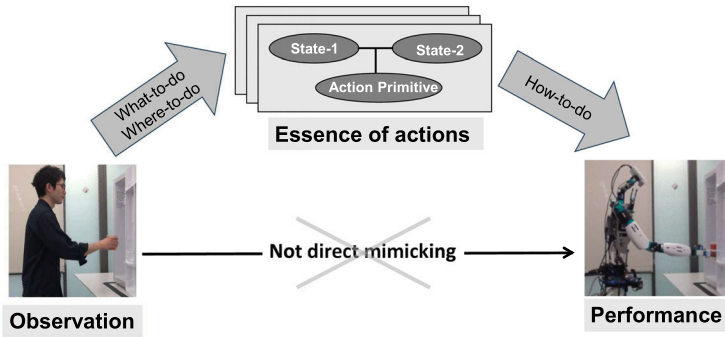 State-1
State-2
Action Primitive
What-to-do
Where-to-do
How-to-do
Essence of actions
Not direct mimicking
Observation
Performance